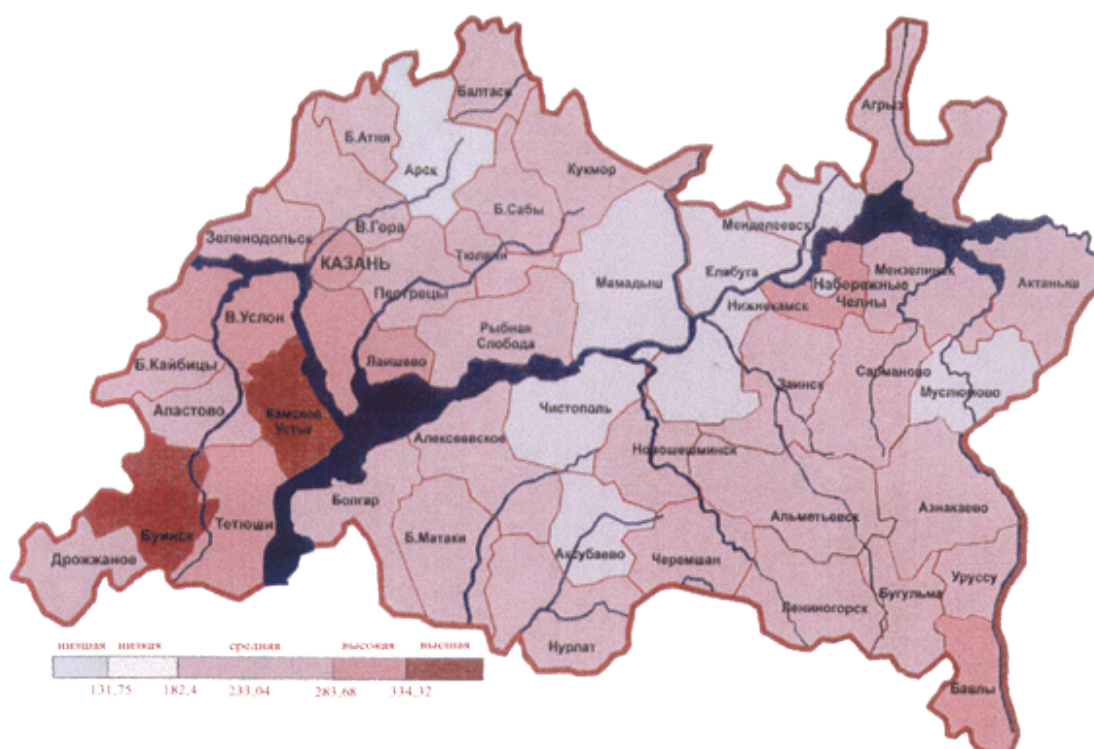 Балтаси
Агрыз
Б.Атня
Арск
Кукмор
Б.Сабы
Менделеевск
В.Гора
Зеленодольск
Тюлячи
КАЗАНЬ
Елабуга
Мензелинск
Мамадыш
Набережные
Челны
Актаныш
Пестрецы
Нижнекамск
В.Услон
Рыбная
Слобода
Б.Кайбицы
Лаишево
Заинск
Сарманово
Муслюмово
Апастово
Чистополь
Камское
Устье
Алексеевское
Новошешминск
Болгар
Азнакаево
Альметьевск
Буинск
Тетюши
Б.Матаки
Аксубаево
Черемшан
Дрожжаное
Уруссу
Бугульма
Лениногорск
Нурлат
Бавлы
низшая низкая средняя высокая высшая
131,75 182,4 233,04 283,68 334,32